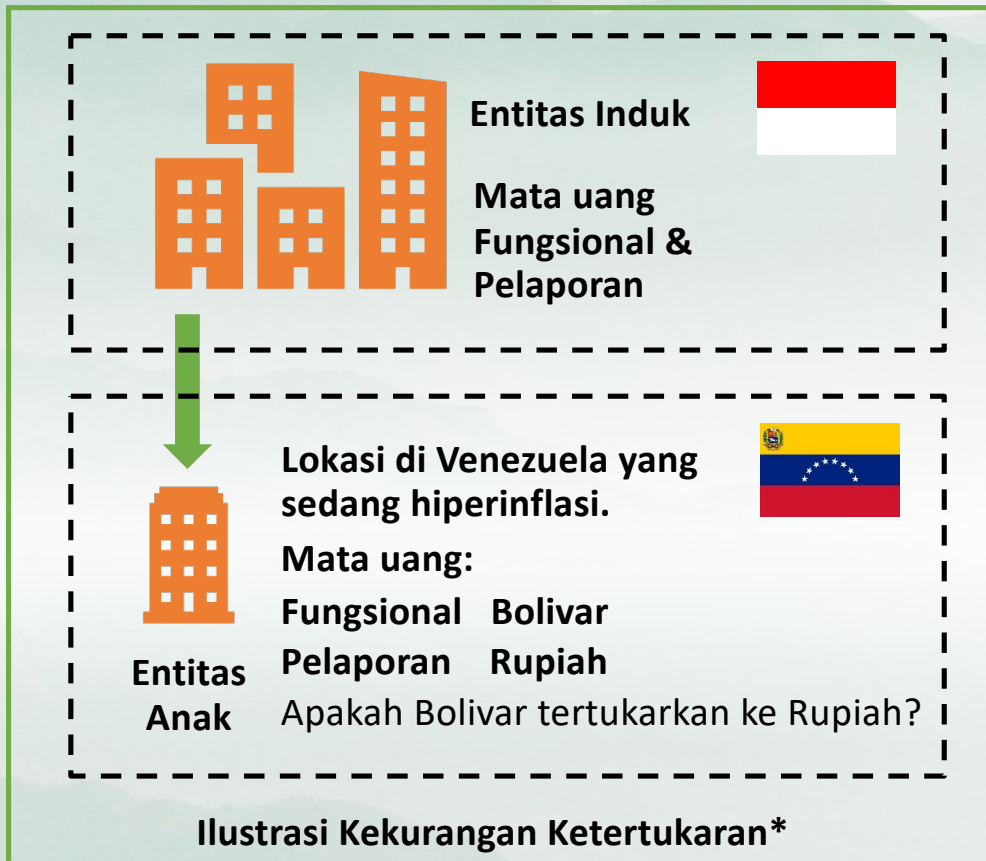 Entitas Induk
Mata uang
Fungsional &
Pelaporan
Lokasi di Venezuela yang
sedang hiperinflasi.
Mata uang:
Fungsional Bolivar
Pelaporan Rupiah
Apakah Bolivar tertukarkan ke Rupiah?
Entitas
Anak
Ilustrasi Kekurangan Ketertukaran*